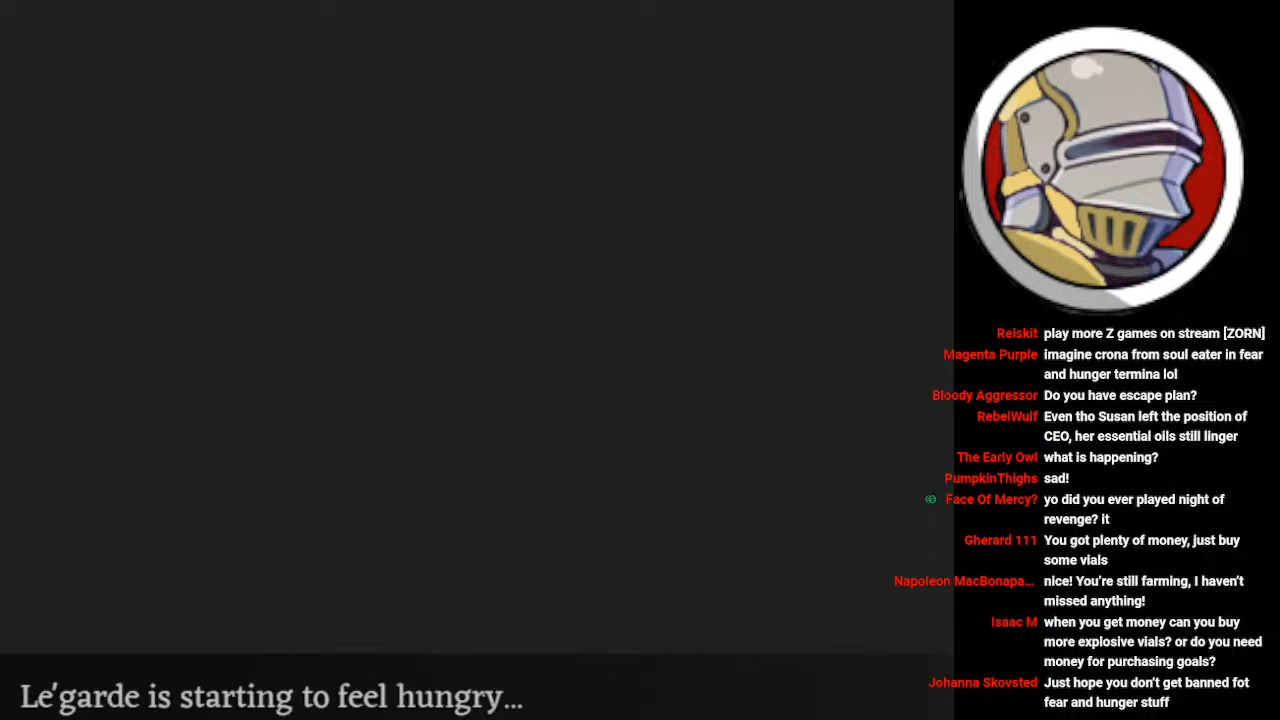 Reiskit play more Z games on stream [ZORN]
Magenta Purple imagine crona from soul eater in fear
and hunger termina lol
Bloody Aggressor Do you have escape plan?
RebelWulf Even tho Susan left the position of
CEO, her essential oils still linger
The Early Owl what is happening?
PumpkinThighs sad!
Face Of Mercy? yo did you ever played night of
revenge? it
Gherard 111 You got plenty of money, just buy
some vials
Napoleon MacBonapa... nice! You're still farming, I haven't
missed anything!
Isaac M when you get money can you buy
more explosive vials? or do you need
money for purchasing goals?
Johanna Skovsted Just hope you don't get banned fot
fear and hunger stuff
Le'garde is starting to feel hungry...